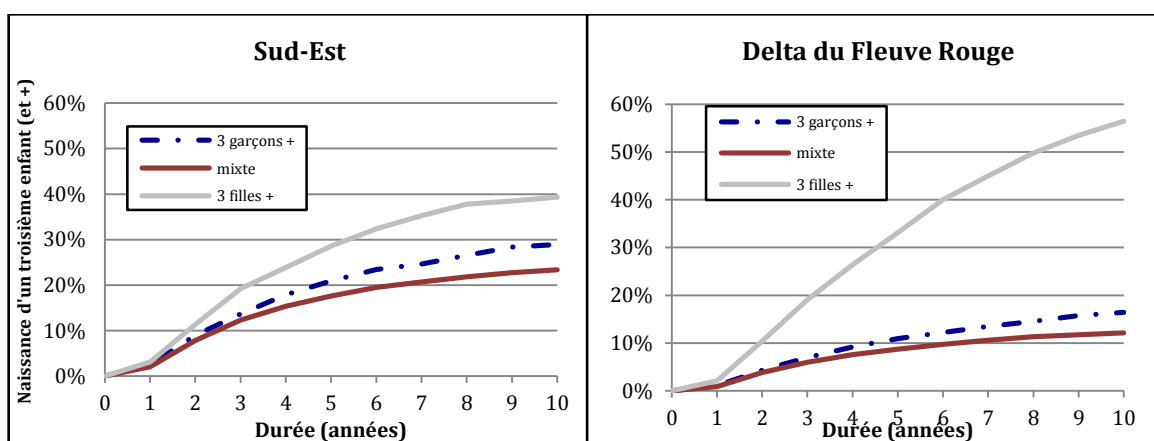 Sud-Est
Naissance d'un troisième enfant (et +)
60%
50%
40%
30%
20%
10%
0%
3 garçons +
mixte
3 filles +
0 1 2 3 4 5 6 7 8 9 10
Durée (années)
Delta du Fleuve Rouge
60%
50%
40%
30%
20%
10%
0%
3 garçons +
mixte
3 filles +
0 1 2 3 4 5 6 7 8 9 10
Durée (années)